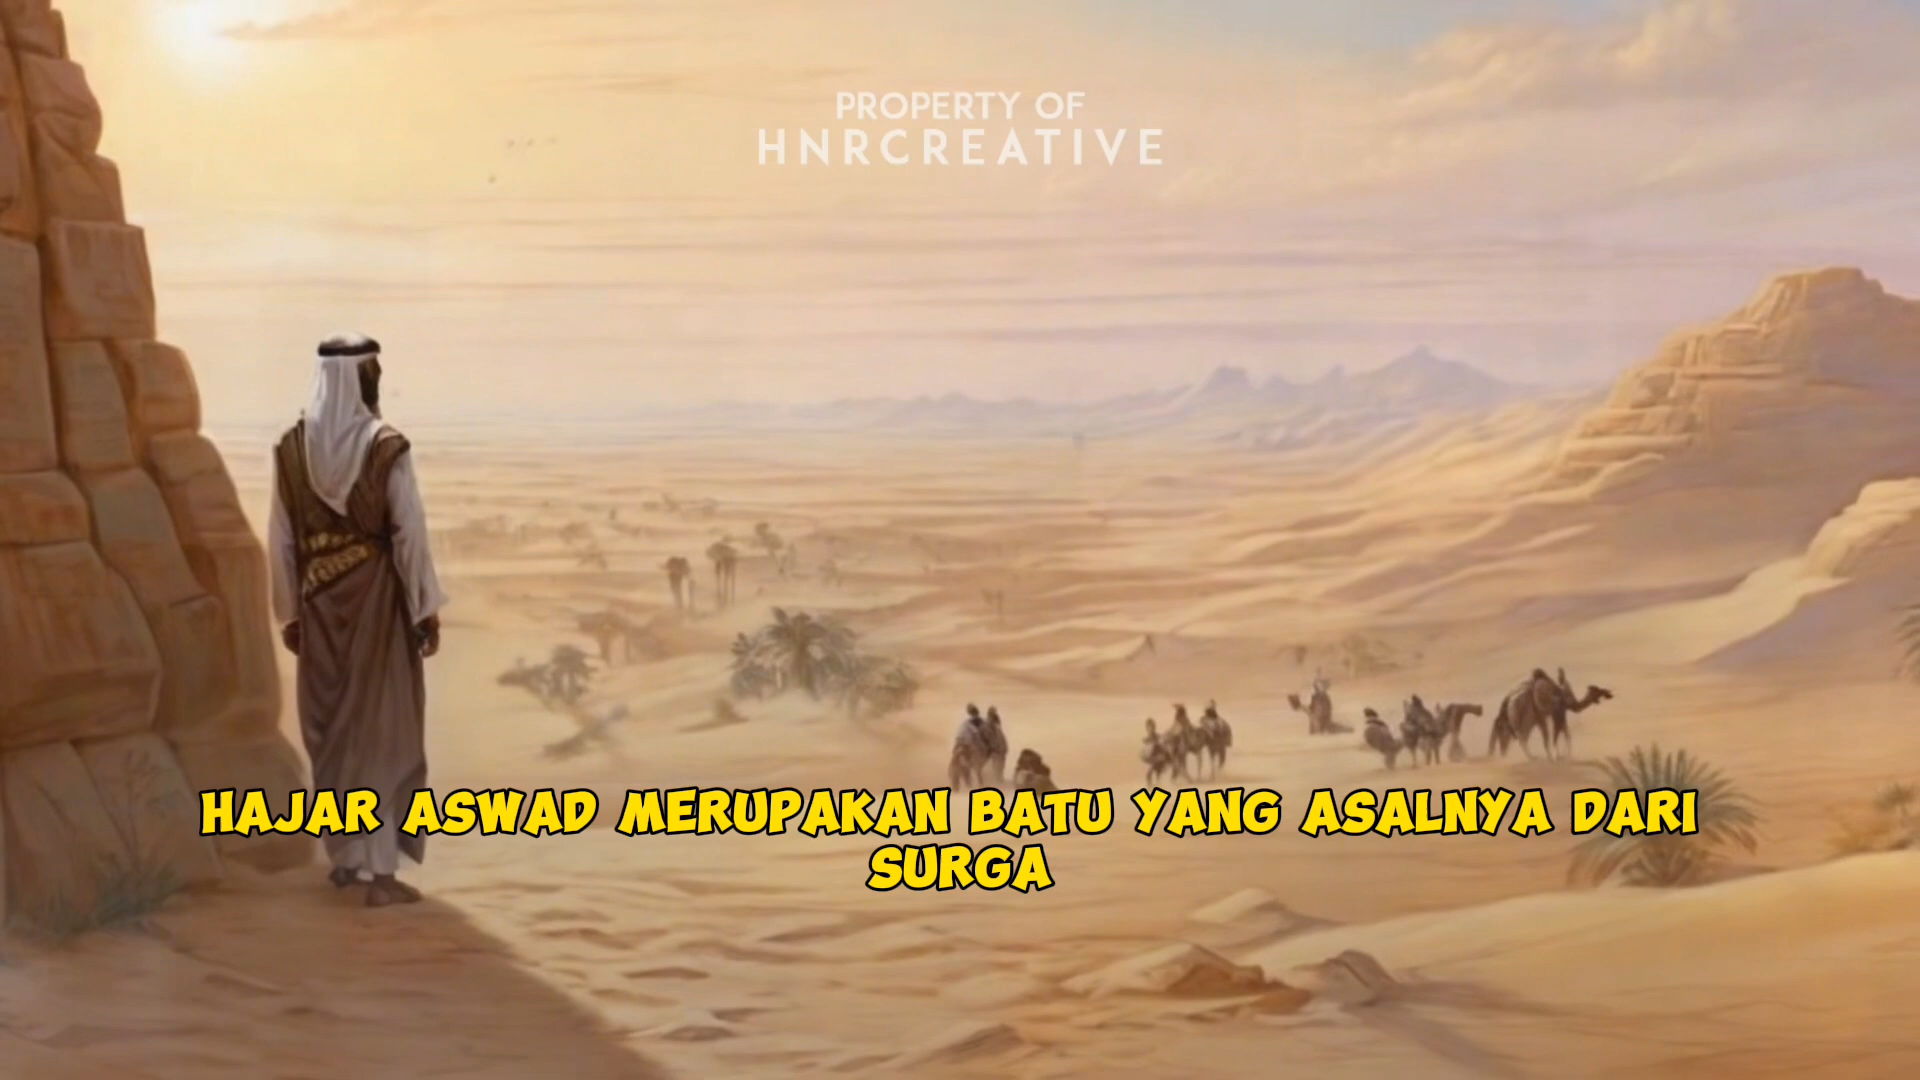 PROPERTY OF
HNRCREATIVE
HAJAR ASWAD MERUPAKAN BATU YANG ASALNYA DARI
SURGA